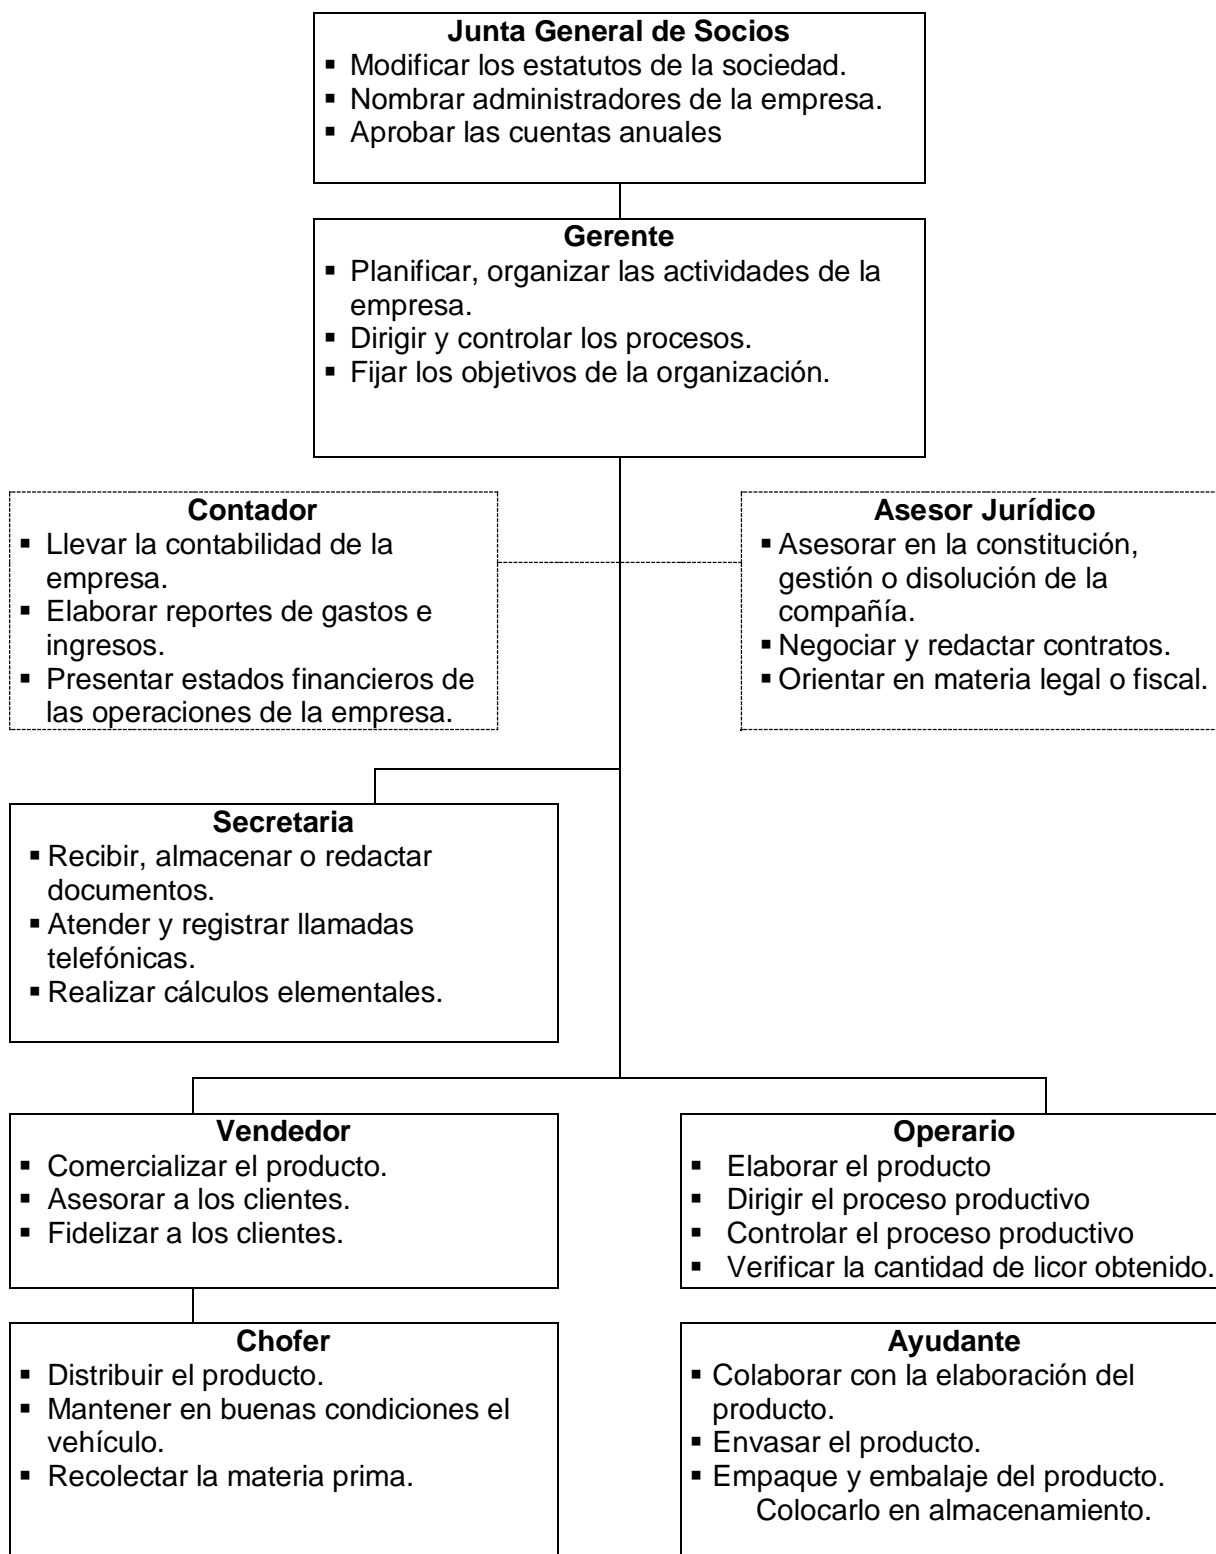 Junta General de Socios
▪ Modificar los estatutos de la sociedad.
▪ Nombrar administradores de la empresa.
▪ Aprobar las cuentas anuales
Gerente
▪ Planificar, organizar las actividades de la
empresa.
▪ Dirigir y controlar los procesos.
▪ Fijar los objetivos de la organización.
Contador
▪ Llevar la contabilidad de la
empresa.
▪ Elaborar reportes de gastos e
ingresos.
▪ Presentar estados financieros de
las operaciones de la empresa.
Asesor Jurídico
▪ Asesorar en la constitución,
gestión o disolución de la
compañía.
▪ Negociar y redactar contratos.
▪ Orientar en materia legal o fiscal.
Secretaria
▪ Recibir, almacenar o redactar
documentos.
▪ Atender y registrar llamadas
telefónicas.
▪ Realizar cálculos elementales.
Vendedor
▪ Comercializar el producto.
▪ Asesorar a los clientes.
▪ Fidelizar a los clientes.
Operario
▪ Elaborar el producto
▪ Dirigir el proceso productivo
▪ Controlar el proceso productivo
▪ Verificar la cantidad de licor obtenido.
Chofer
▪ Distribuir el producto.
▪ Mantener en buenas condiciones el
vehículo.
▪ Recolectar la materia prima.
Ayudante
▪ Colaborar con la elaboración del
producto.
▪ Envasar el producto.
▪ Empaque y embalaje del producto.
Colocarlo en almacenamiento.